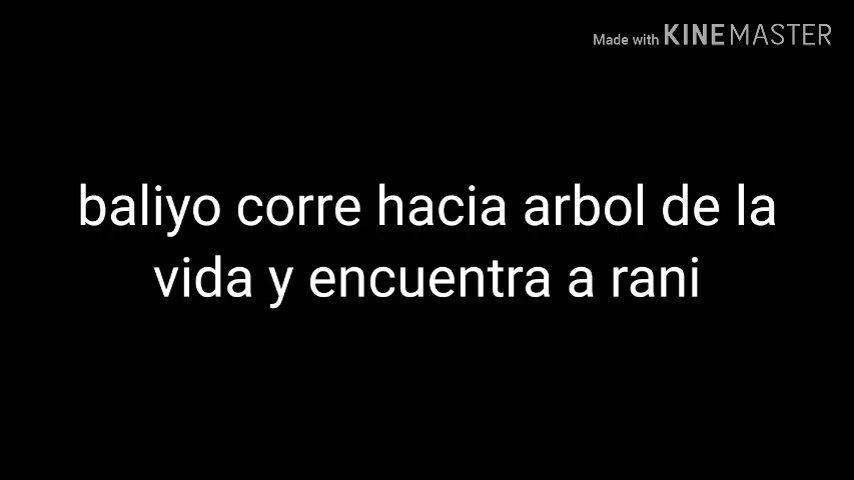 Made with KINEMASTER
baliyo corre hacia arbol de la
vida y encuentra a rani